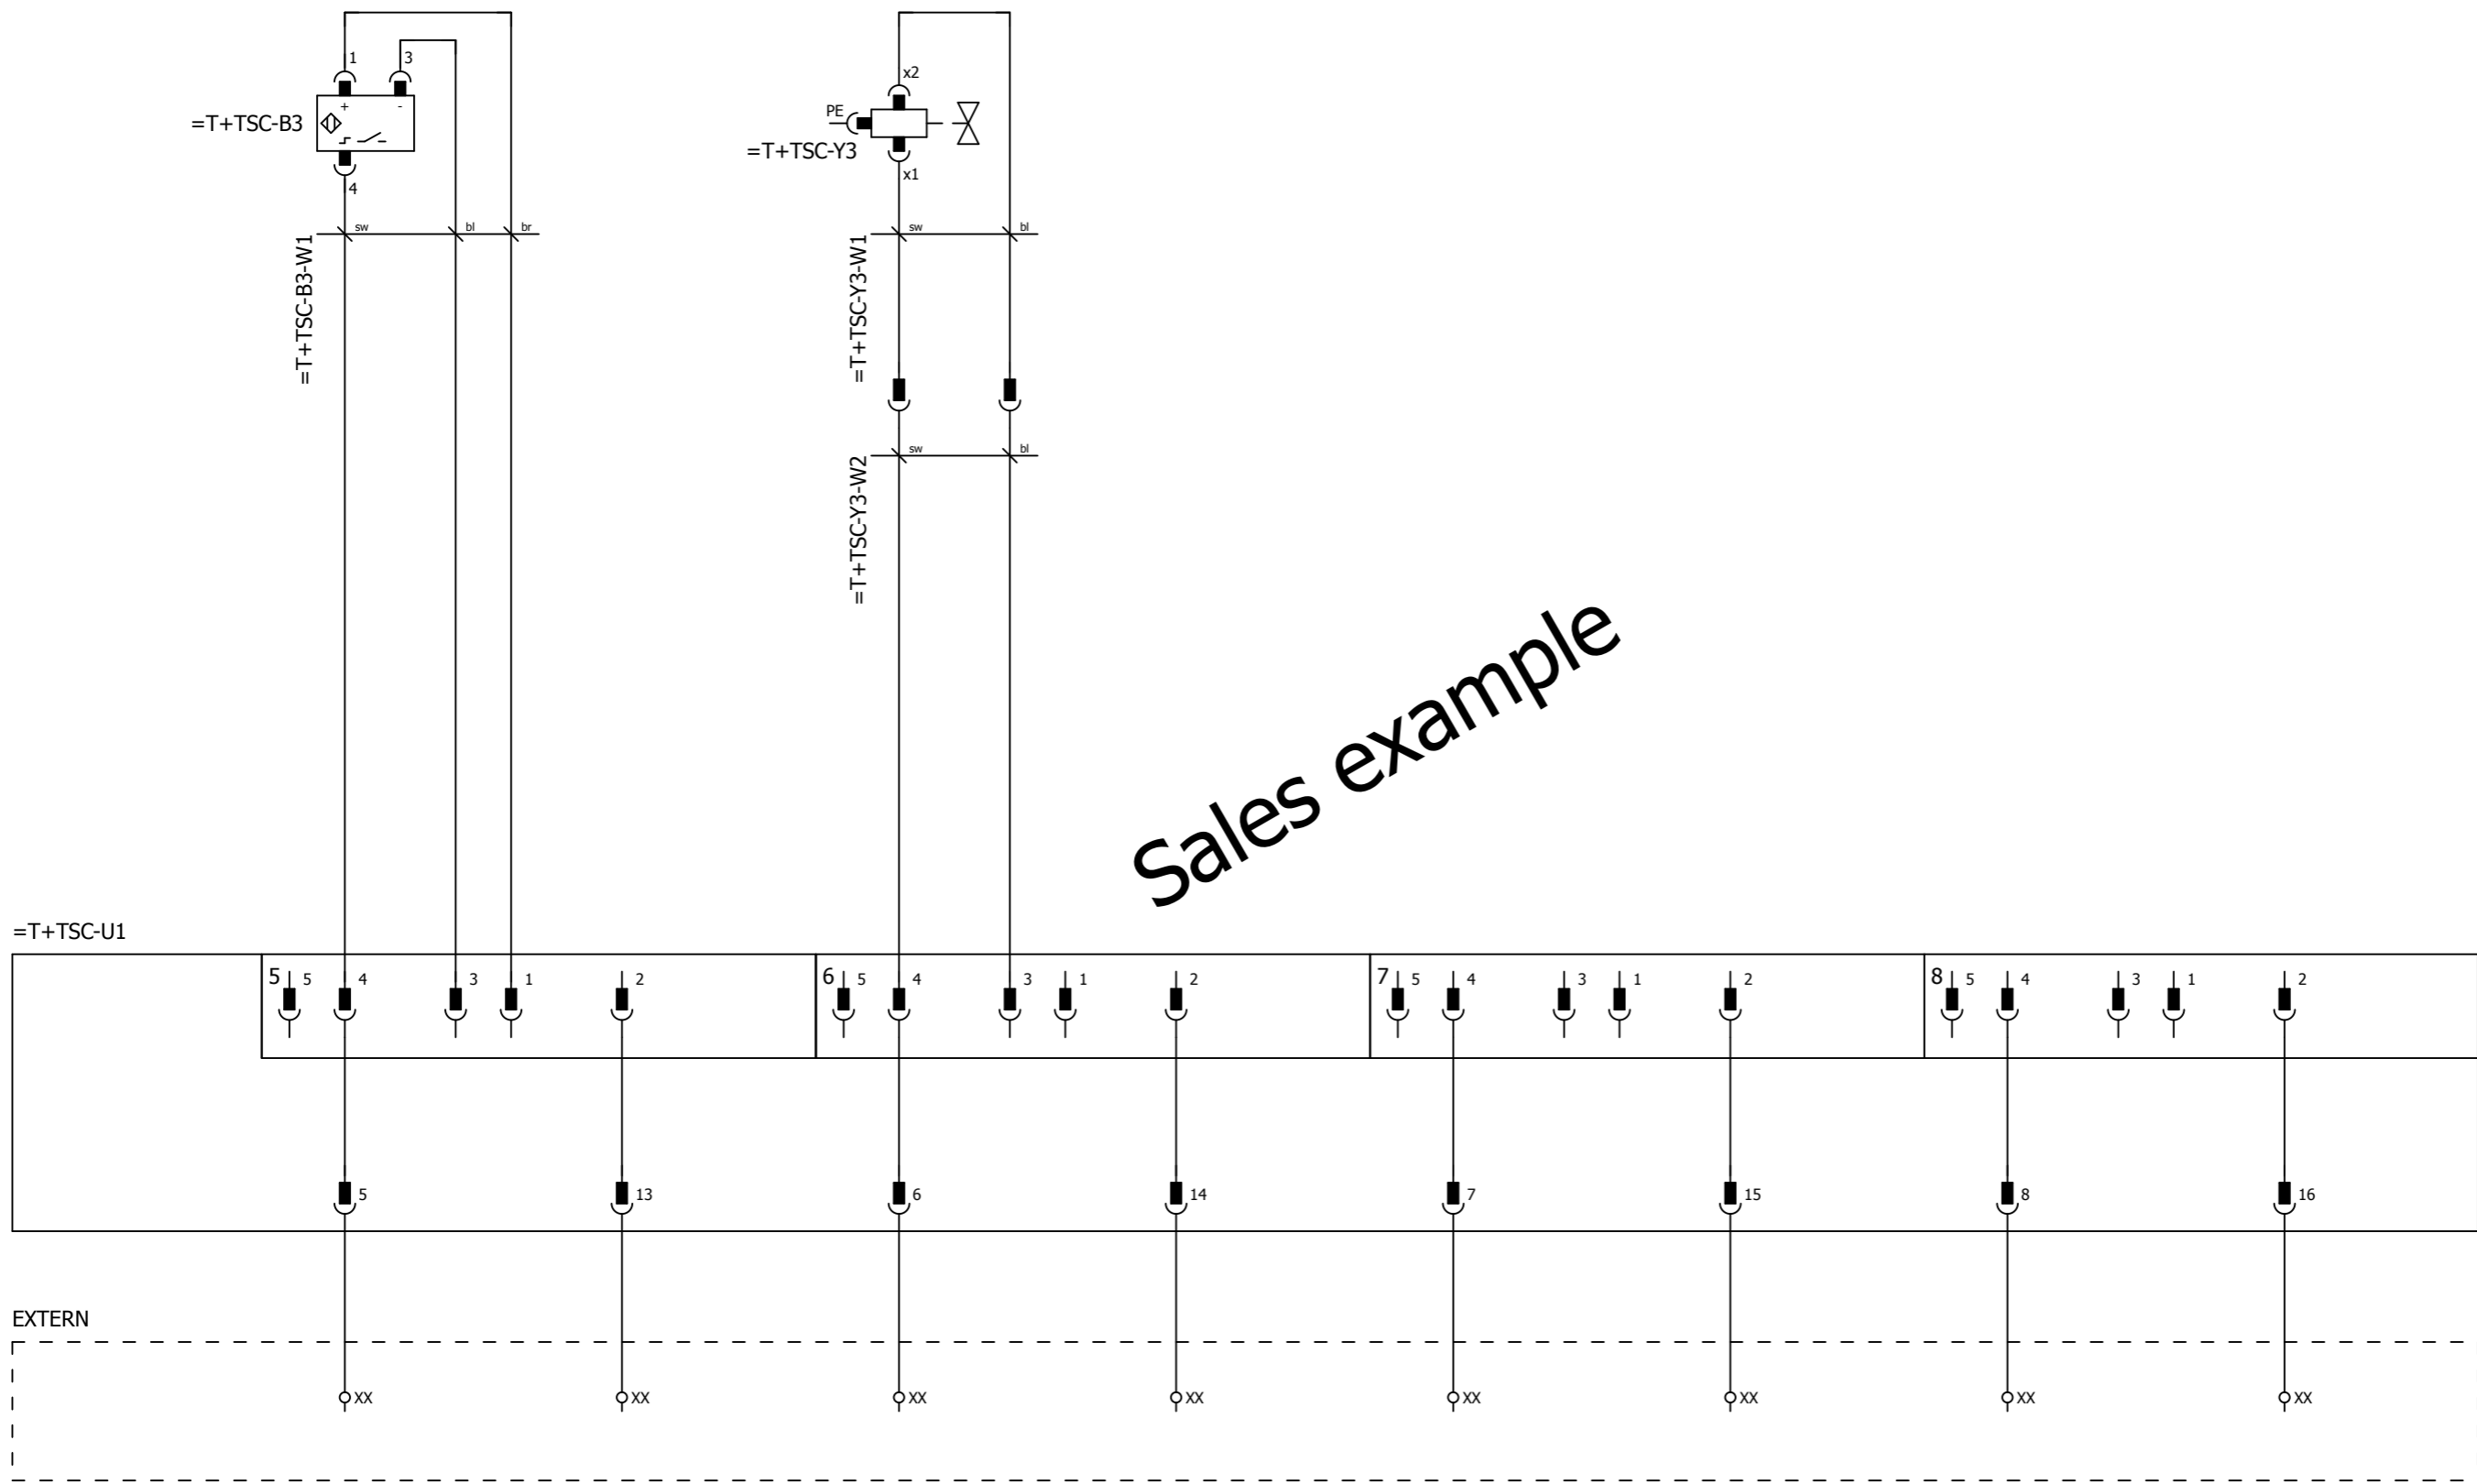 1 3
+ -
=T+TSC-B3
4
sw bl br
=T+TSC-B3-W1
x2
PE
=T+TSC-Y3
x1
sw bl
=T+TSC-Y3-W1
sw bl
=T+TSC-Y3-W2
Sales example
=T+TSC-U1
5 5 4 3 1 2
6 5 4 3 1 2
7 5 4 3 1 2
8 5 4 3 1 2
5 13 6 14 7 15 8 16
EXTERN
XX XX XX XX XX XX XX XX